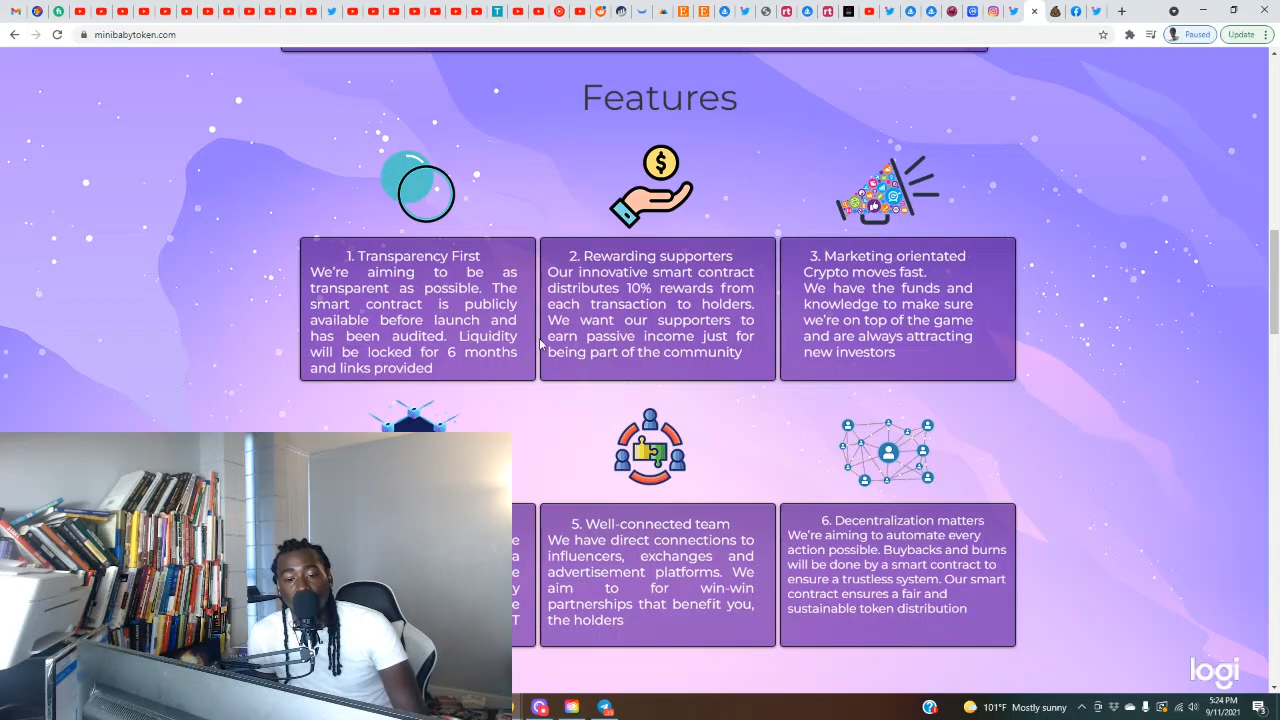 minibabytoken.com
Paused
Update
Features
1. Transparency First
We're aiming to be as
transparent as possible. The
smart contract is publicly
available before launch and
has been audited. Liquidity
will be locked for 6 months
and links provided
2. Rewarding supporters
Our innovative smart contract
distributes 10% rewards from
each transaction to holders.
We want our supporters to
earn passive income just for
being part of the community
3. Marketing orientated
Crypto moves fast.
We have the funds and
knowledge to make sure
we're on top of the game
and are always attracting
new investors
e
a
e
y
e
T
5. Well-connected team
We have direct connections to
influencers, exchanges and
advertisement platforms. We
aim to for win-win
partnerships that benefit you,
the holders
6. Decentralization matters
We're aiming to automate every
action possible. Buybacks and burns
will be done by a smart contract to
ensure a trustless system. Our smart
contract ensures a fair and
sustainable token distribution
logi
101°F Mostly sunny
5:24 PM
9/11/2021